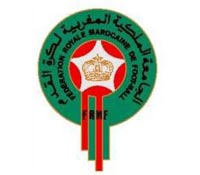 الجامعة الملكية المغربية لكرة القدم
FEDERATION ROYALE MAROCAINE DE FOOTBALL
FRMF